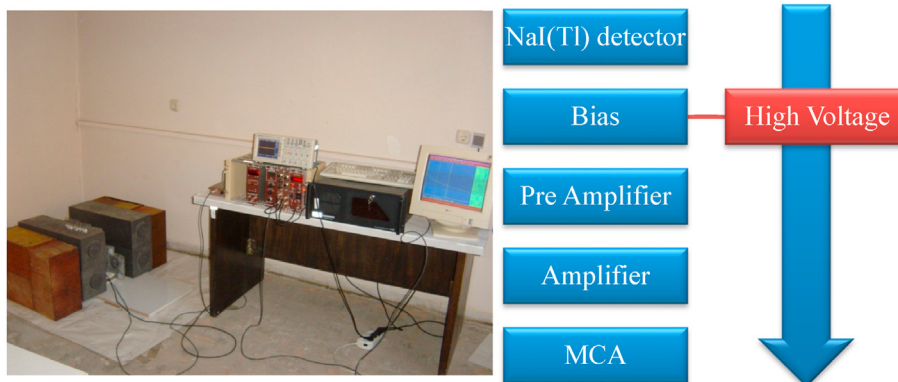 NaI(Tl) detector
Bias
High Voltage
Pre Amplifier
Amplifier
MCA